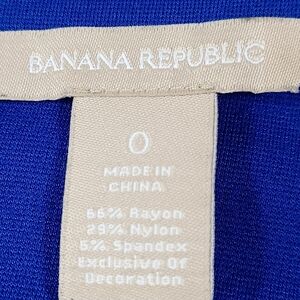 BANANA REPUBLIC
0
MADE IN
CHINA
66% Rayon
29% Nylon
5% Spandex
Exclusive Of
Decoration